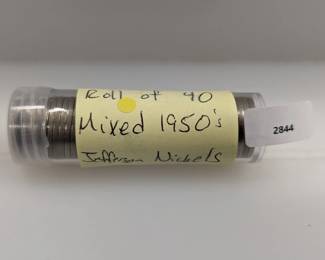 Roll of 40
Mixed 1950's
Jefferson Nickels
2844